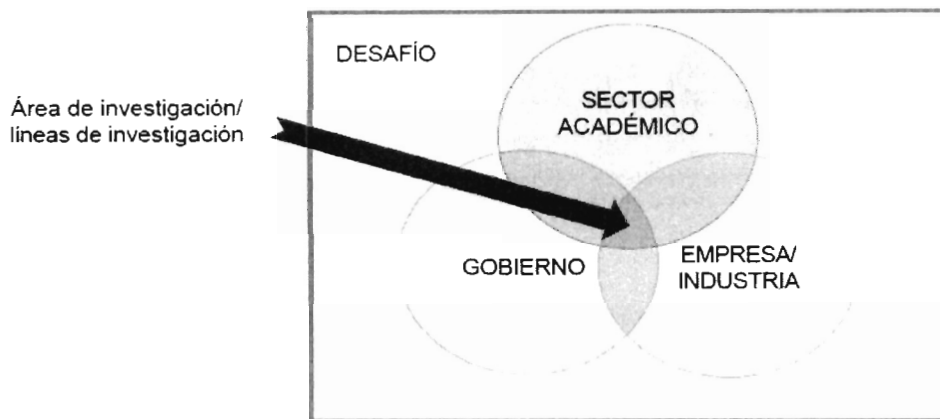 DESAFÍO
Área de investigación/
líneas de investigación
SECTOR
ACADÉMICO
GOBIERNO
EMPRESA/
INDUSTRIA